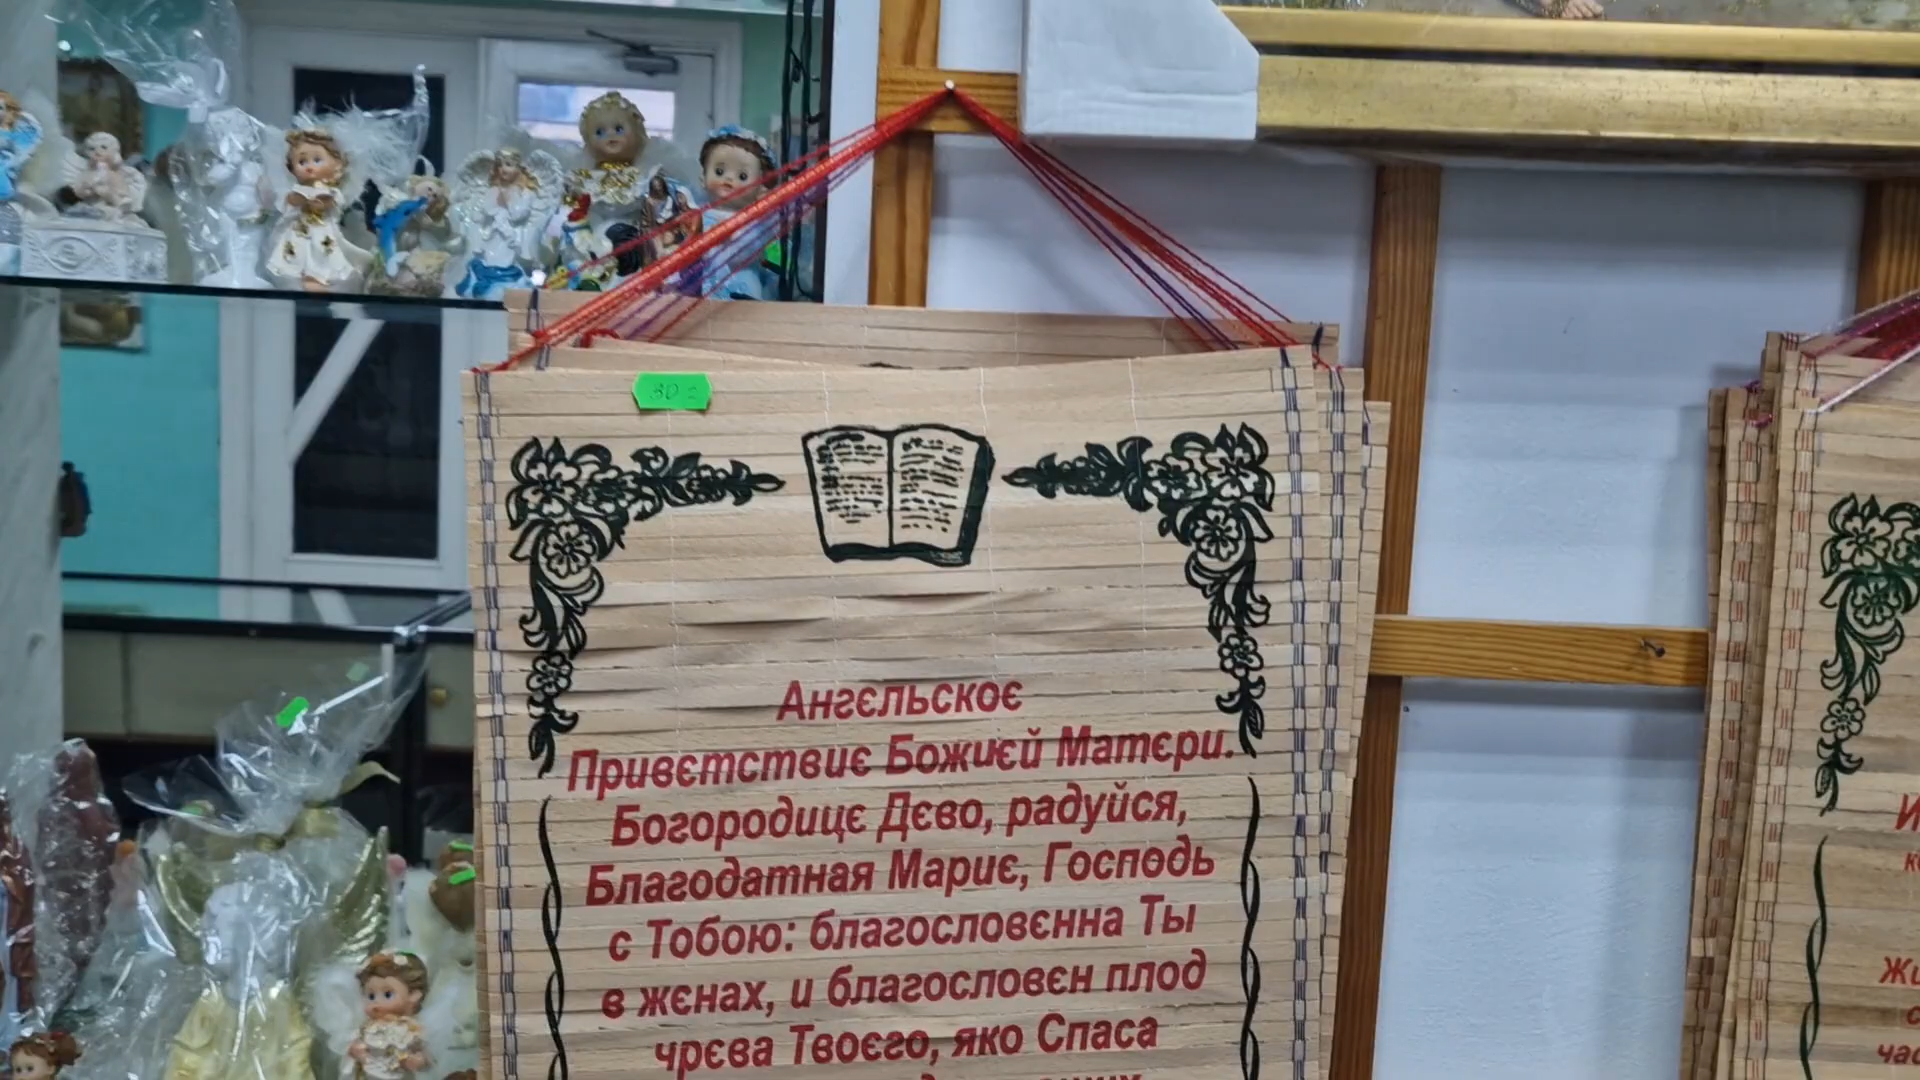 30=
Ангєльскоє
Привєтствиє Божиєй Матєри.
Богородицє Дєво, радуйся,
Благодатная Мариє, Господь
с Тобою: благословєнна Ты
в жєнах, и благословєн плод
чрєва Твоєго, яко Спаса